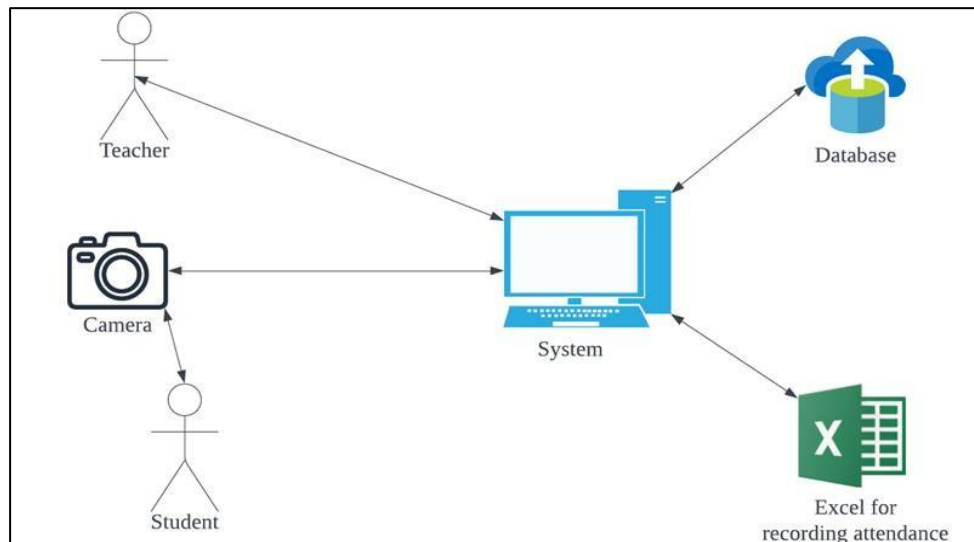 Teacher
Database
Camera
System
Student
X
Excel for
recording attendance